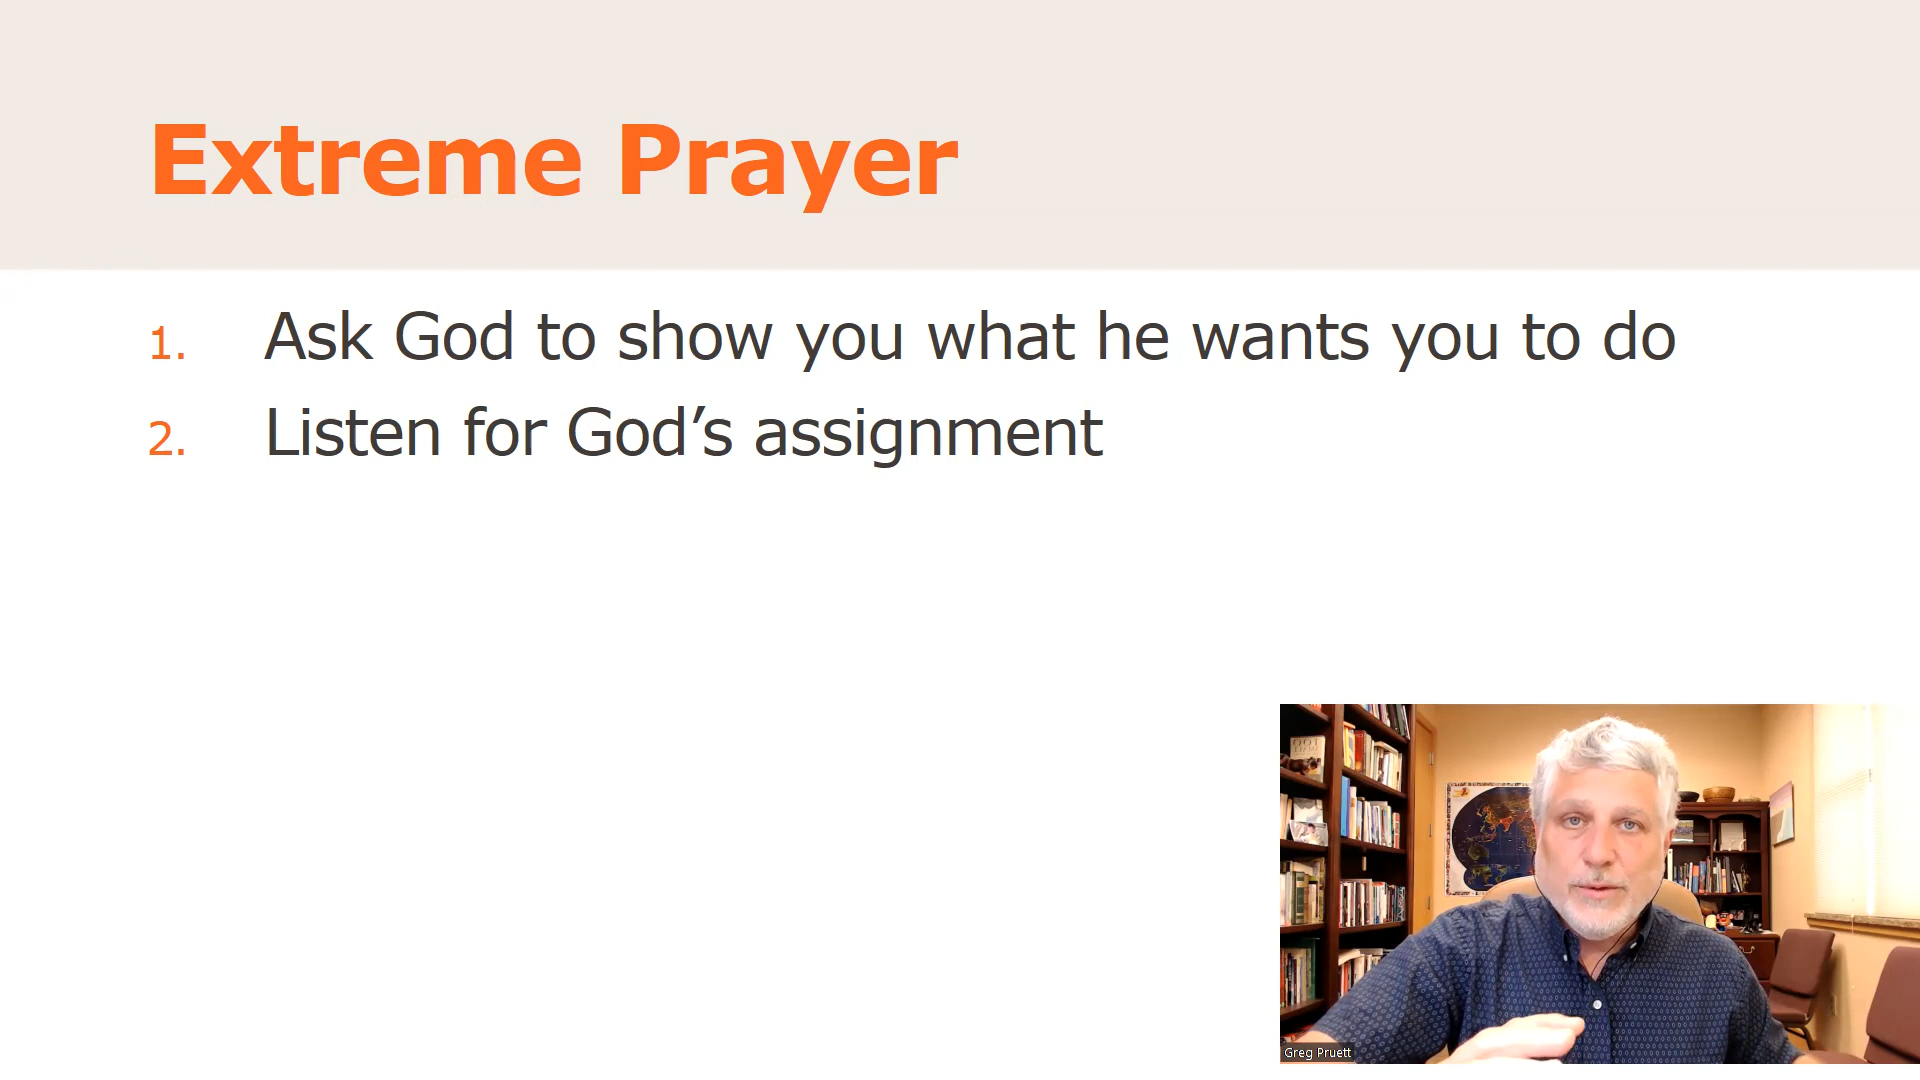 Extreme Prayer
1. Ask God to show you what he wants you to do
2. Listen for God’s assignment
Greg Pruett